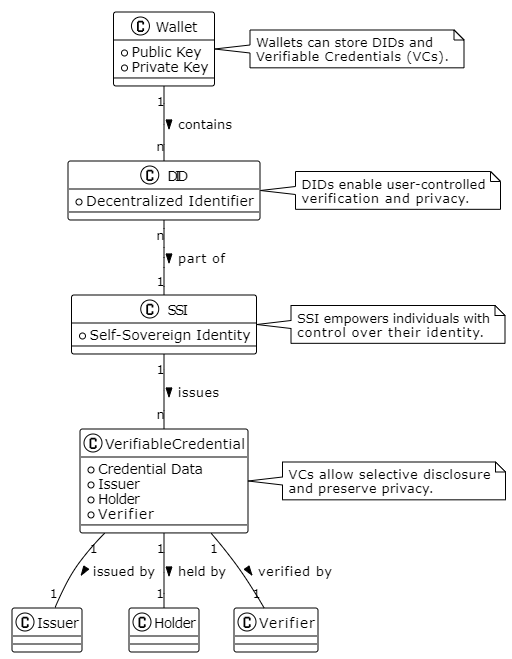 C Wallet
Public Key
Private Key
Wallets can store DIDs and
Verifiable Credentials (VCs).
1
contains
n
C DID
Decentralized Identifier
DIDs enable user-controlled
verification and privacy.
n
part of
1
C SSI
Self-Sovereign Identity
SSI empowers individuals with
control over their identity.
1
issues
n
C VerifiableCredential
Credential Data
Issuer
Holder
Verifier
VCs allow selective disclosure
and preserve privacy.
1 1 1
issued by held by verified by
1 1 1
C Issuer C Holder C Verifier